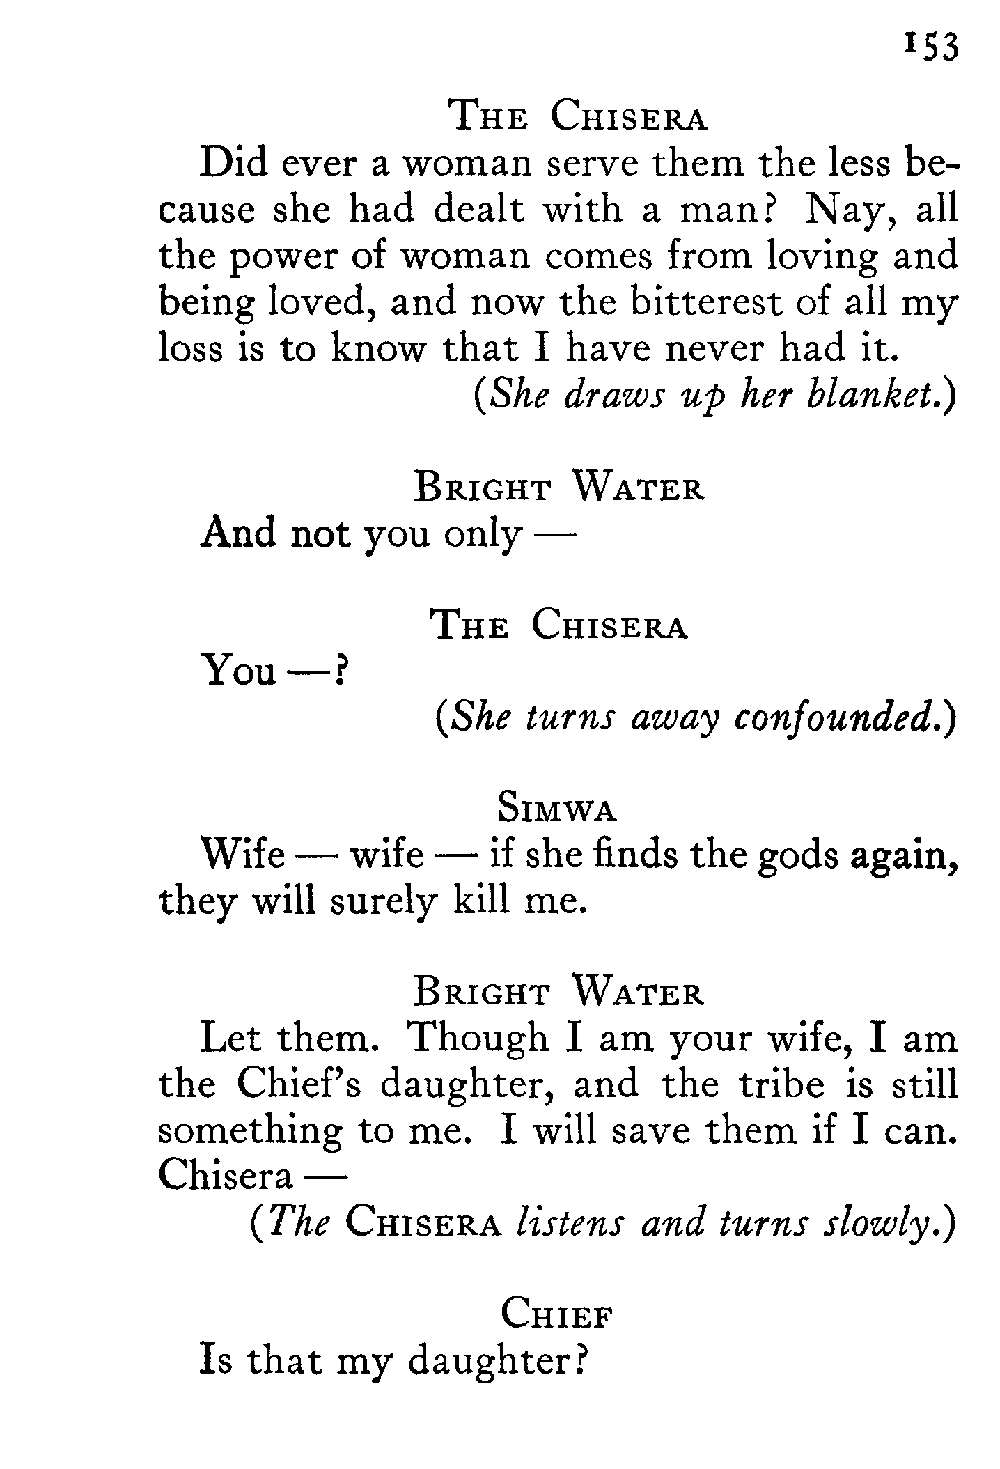 153
THE CHISERA
Did ever a woman serve them the less be-
cause she had dealt with a man? Nay, all
the power of woman comes from loving and
being loved, and now the bitterest of all my
loss is to know that I have never had it.
(She draws up her blanket.)
BRIGHT WATER
And not you only —
THE CHISERA
You —?
(She turns away confounded.)
SIMWA
Wife — wife — if she finds the gods again,
they will surely kill me.
BRIGHT WATER
Let them. Though I am your wife, I am
the Chief's daughter, and the tribe is still
something to me. I will save them if I can.
Chisera —
(The CHISERA listens and turns slowly.)
CHIEF
Is that my daughter?